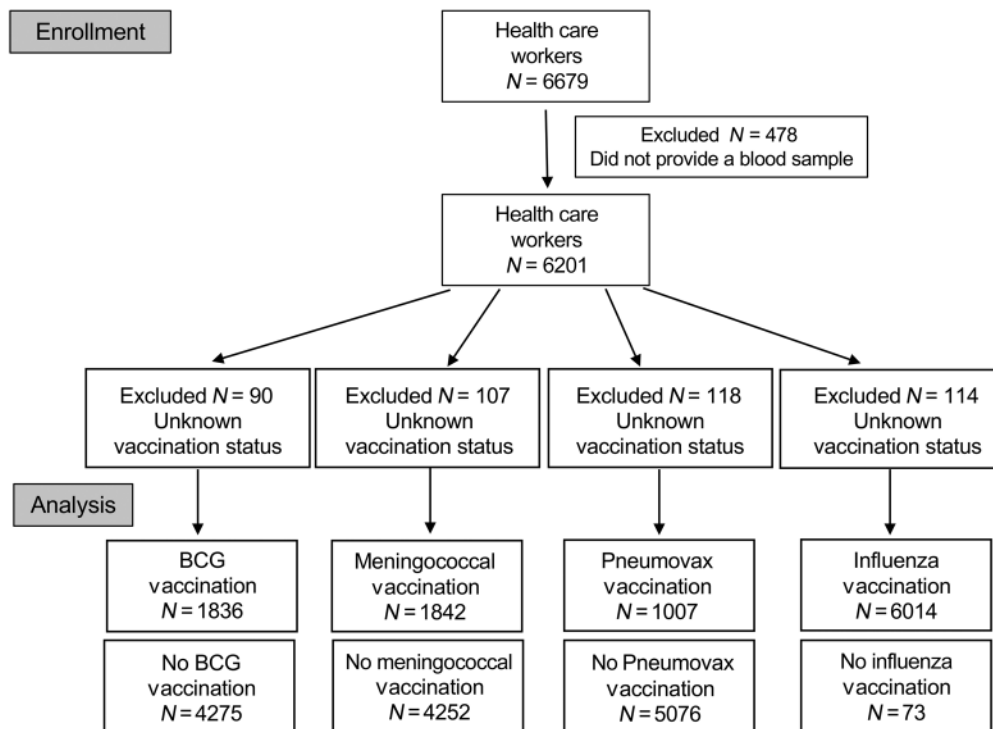 Enrollment
Health care
workers
N = 6679
Excluded N = 478
Did not provide a blood sample
Health care
workers
N = 6201
Excluded N = 90
Unknown
vaccination status
Excluded N = 107
Unknown
vaccination status
Excluded N = 118
Unknown
vaccination status
Excluded N = 114
Unknown
vaccination status
Analysis
BCG
vaccination
N = 1836
Meningococcal
vaccination
N = 1842
Pneumovax
vaccination
N = 1007
Influenza
vaccination
N = 6014
No BCG
vaccination
N = 4275
No meningococcal
vaccination
N = 4252
No Pneumovax
vaccination
N = 5076
No influenza
vaccination
N = 73